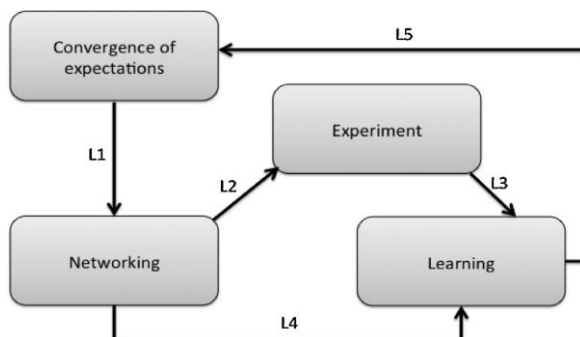 Convergence of
expectations
L5
Experiment
L1
L2
L3
Networking
Learning
L4